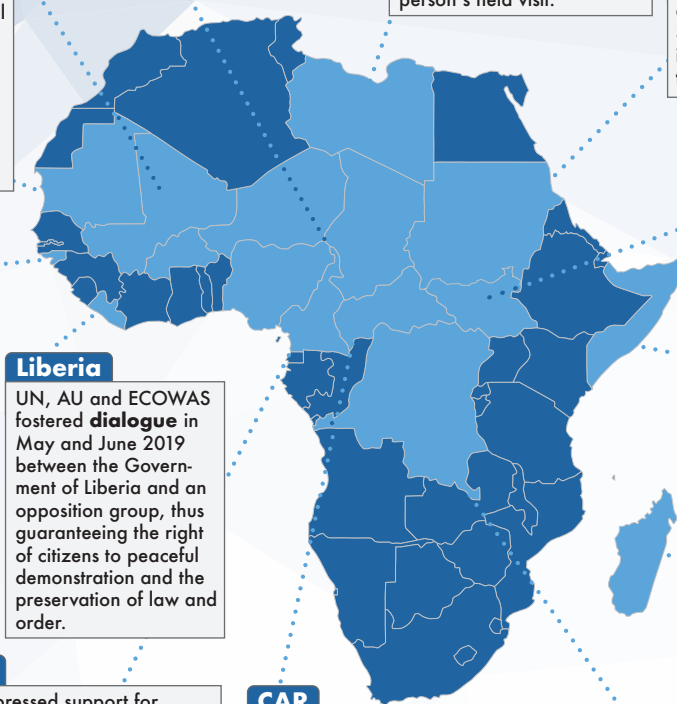 person's field visit.
Liberia
UN, AU and ECOWAS
fostered dialogue in
May and June 2019
between the Govern-
ment of Liberia and an
opposition group, thus
guaranteeing the right
of citizens to peaceful
demonstration and the
preservation of law and
order.
pressed support for
CAR